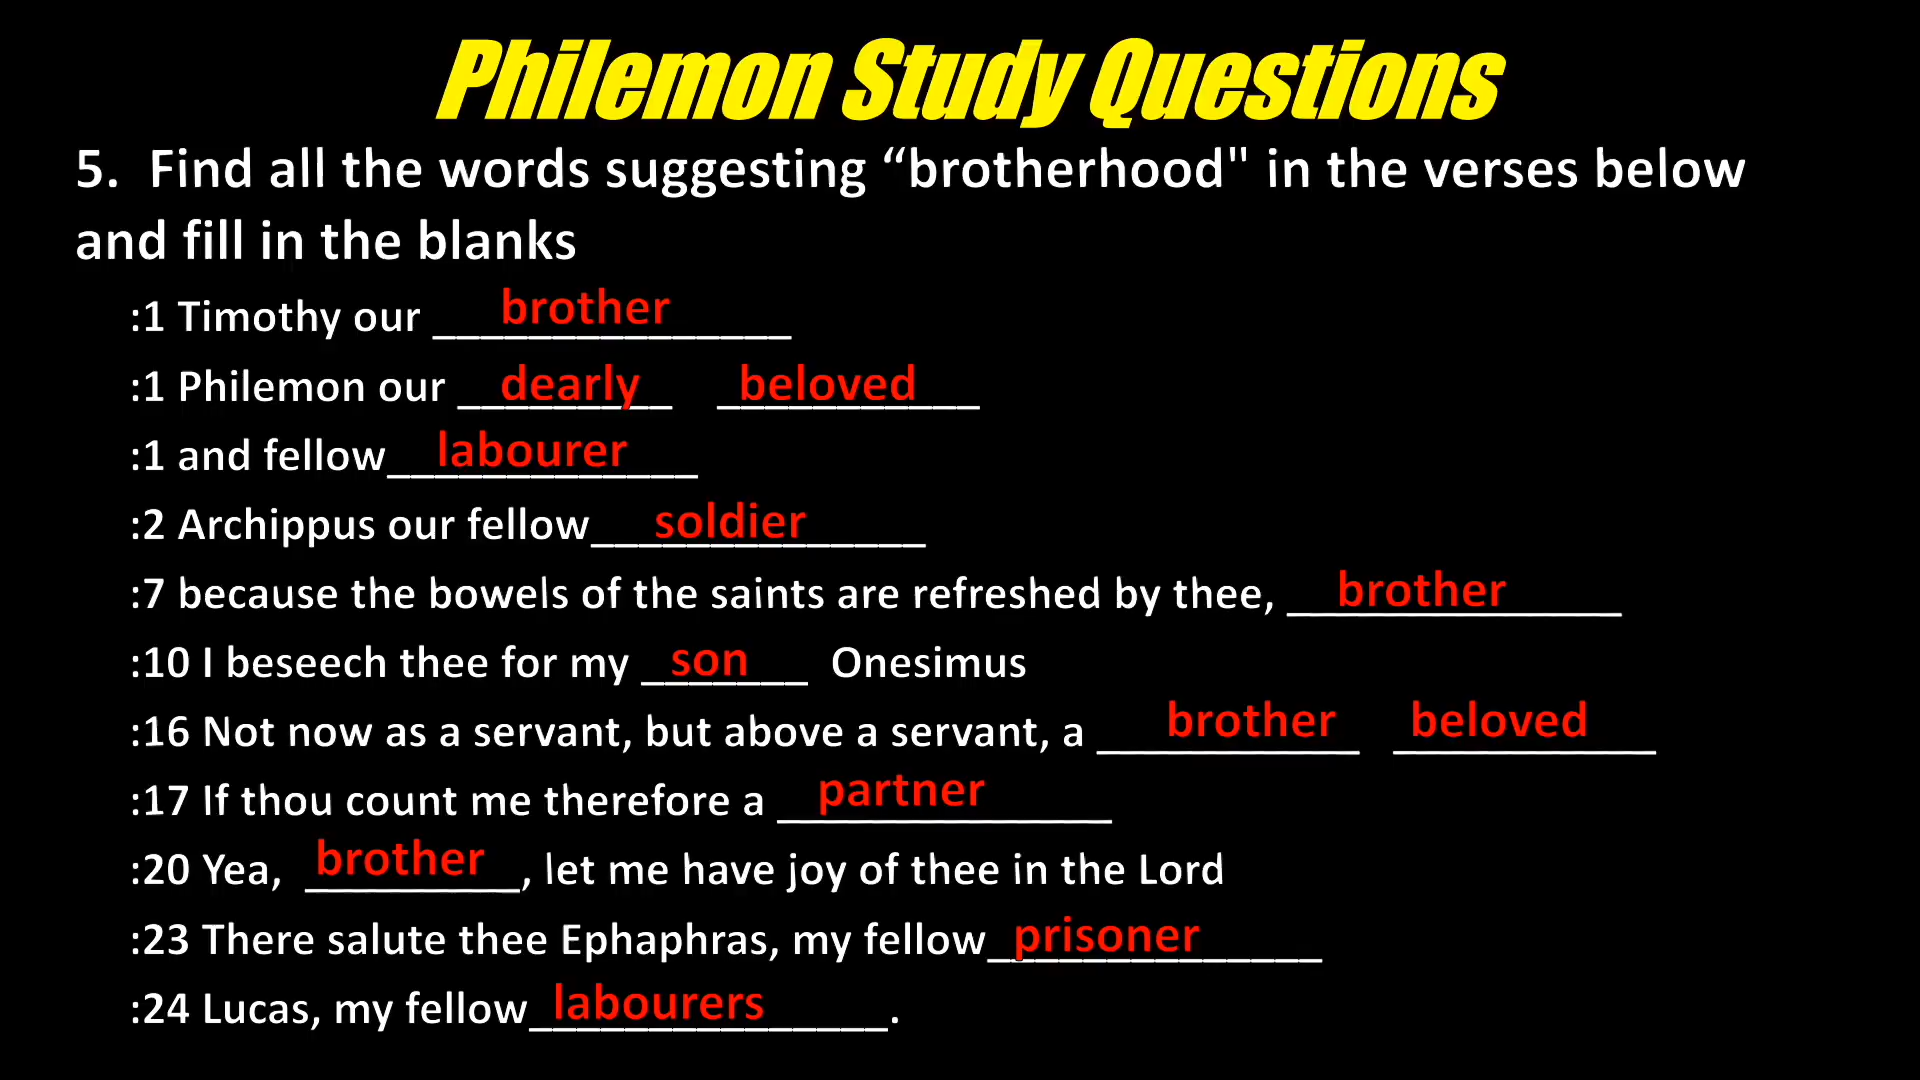 Philemon Study Questions
5.  Find all the words suggesting “brotherhood" in the verses below
and fill in the blanks
:1 Timothy our brother
:1 Philemon our dearly beloved
:1 and fellow labourer
:2 Archippus our fellow soldier
:7 because the bowels of the saints are refreshed by thee, brother
:10 I beseech thee for my son Onesimus
:16 Not now as a servant, but above a servant, a brother beloved
:17 If thou count me therefore a partner
:20 Yea, brother, let me have joy of thee in the Lord
:23 There salute thee Ephaphras, my fellow prisoner
:24 Lucas, my fellow labourers.